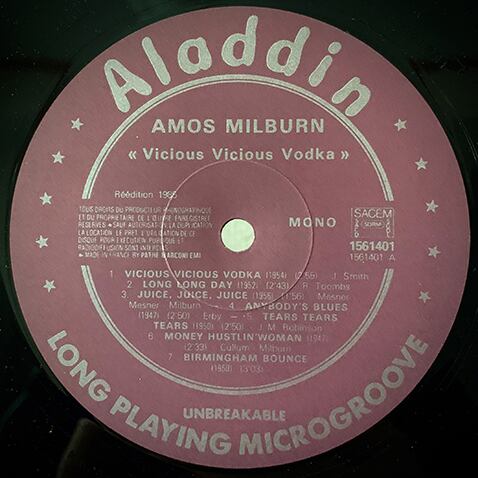 Aladdin
AMOS MILBURN
« Vicious Vicious Vodka »
Réédition 1985
TOUS DROITS DU PRODUCTEUR PHONOGRAPHIQUE
ET DU PROPRIETAIRE DE L'ŒUVRE ENREGISTREE
RESERVES • SAUF AUTORISATION LA DUPLICATION
LA LOCATION, LE PRET, L'UTILISATION DE CE
DISQUE POUR EXECUTION PUBLIQUE ET
RADIODIFFUSION SONT INTERDITS
• MADE IN FRANCE BY PATHE MARCONI EMI
MONO
SACEM
SDRM
1561401
1561401 A
1 VICIOUS VICIOUS VODKA (1954) (2'55) J. Smith
2 LONG LONG DAY (1952) (2'43) R. Toombs
3 JUICE, JUICE, JUICE (1955) (1'56) Mesner
Mesner Milburn - 4 ANYBODY'S BLUES
(1947) (2'50) Erby - 5 TEARS TEARS
TEARS (1950) (2'50) J.M. Robinson
6 MONEY HUSTLIN'WOMAN (1947)
(2'33) Cullum Milburn
7 BIRMINGHAM BOUNCE
(1950) (3'03)
UNBREAKABLE
LONG PLAYING MICROGROOVE